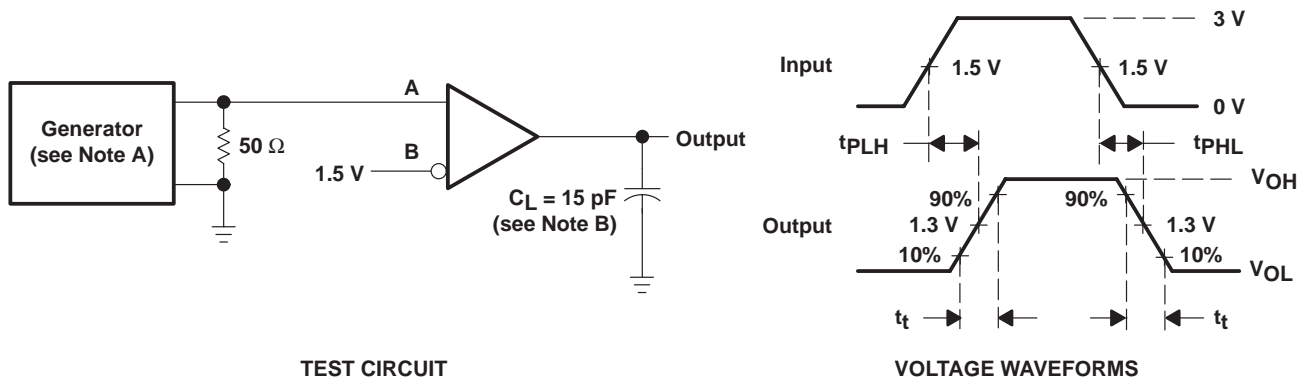 Generator
(see Note A)
50 Ω
A
B
1.5 V
Output
CL = 15 pF
(see Note B)
TEST CIRCUIT
Input
3 V
1.5 V
1.5 V
0 V
tPLH
tPHL
Output
VOH
90%
90%
1.3 V
1.3 V
10%
10%
VOL
tt
tt
VOLTAGE WAVEFORMS